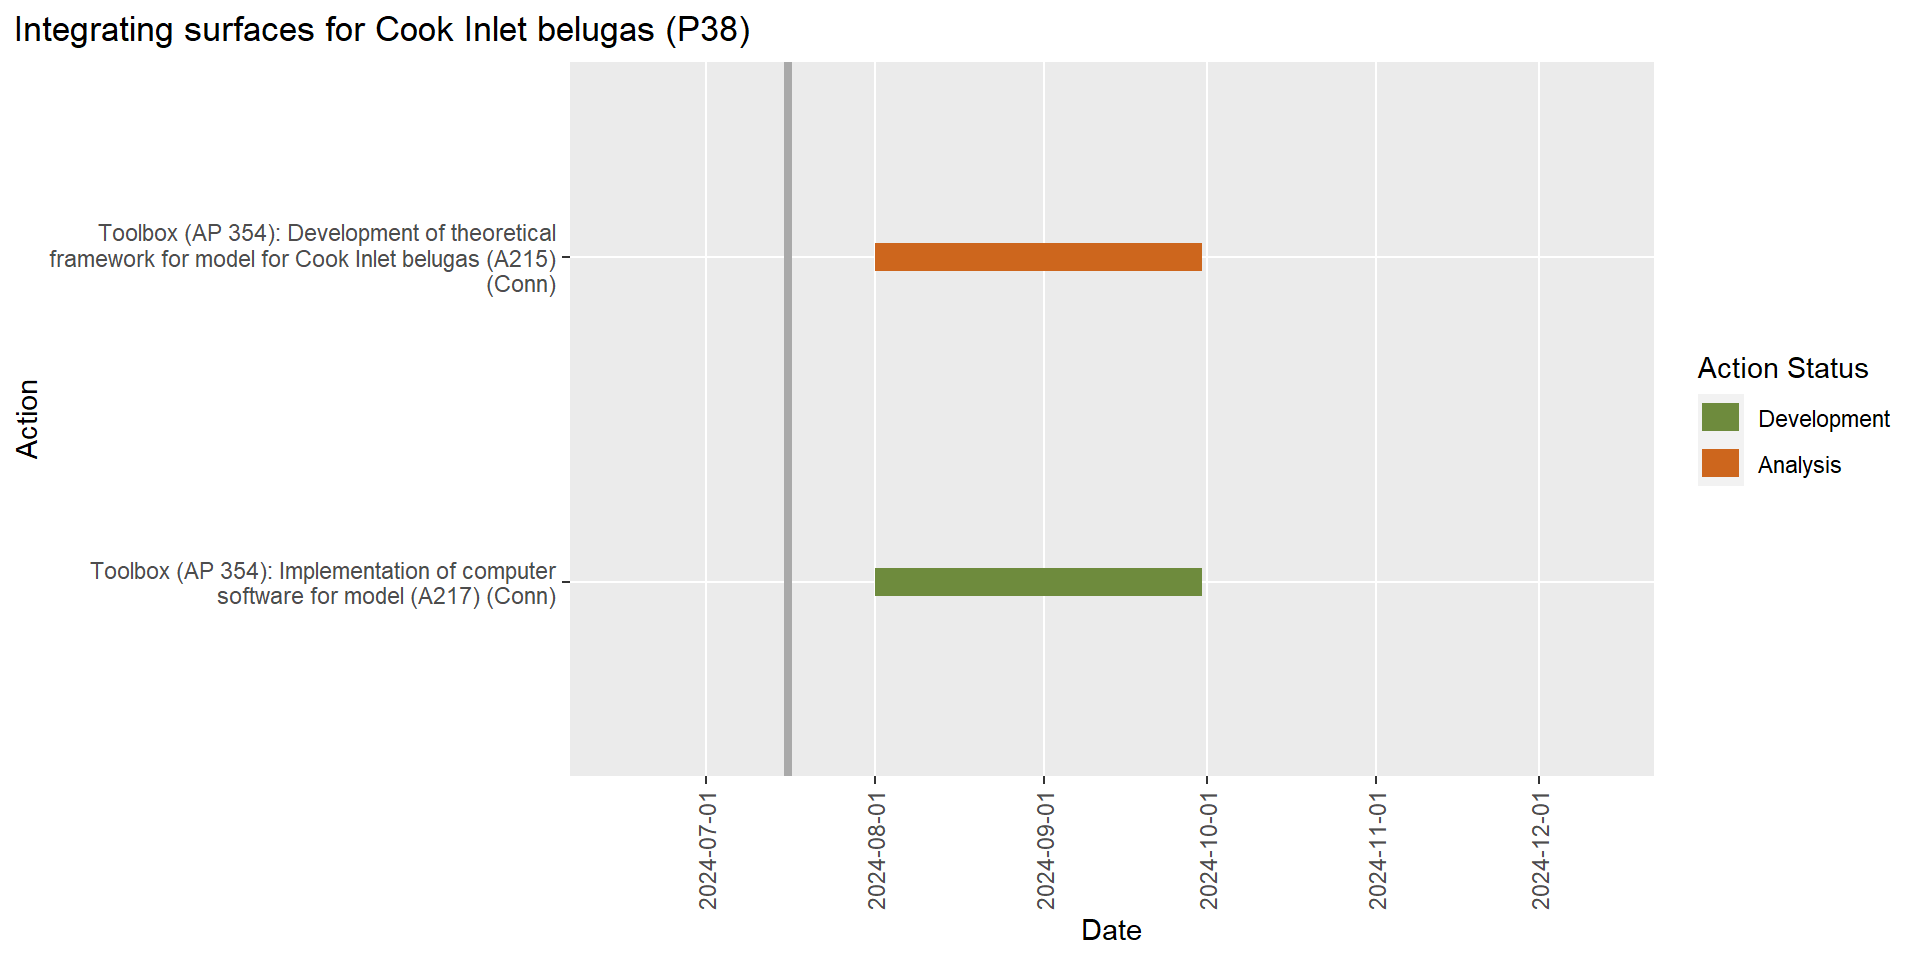 Integrating surfaces for Cook Inlet belugas (P38)
Action
Toolbox (AP 354): Development of theoretical
framework for model for Cook Inlet belugas (A215)
(Conn)
Toolbox (AP 354): Implementation of computer
software for model (A217) (Conn)
2024-07-01
2024-08-01
2024-09-01
2024-10-01
2024-11-01
2024-12-01
Date
Action Status
Development
Analysis